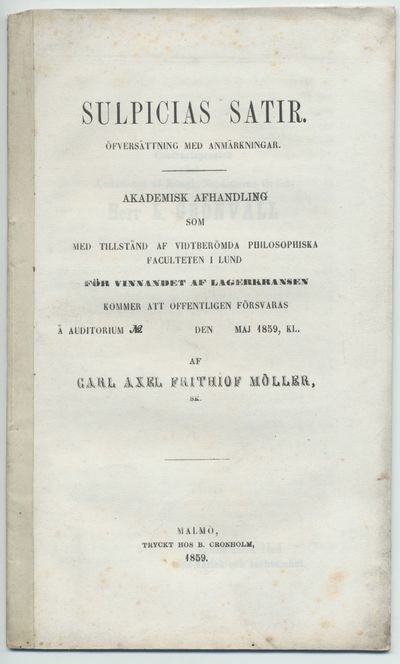 SULPICIAS SATIR.
ÖFVERSÄTTNING MED ANMÄRKNINGAR.
AKADEMISK AFHANDLING
SOM
MED TILLSTÅND AF VIDTBERÖMDA PHILOSOPHISKA
FACULTETEN I LUND
FÖR VINNANDET AF LAGERKRANSEN
KOMMER ATT OFFENTLIGEN FÖRSVARAS
Å AUDITORIUM № DEN MAJ 1859, KL.
AF
CARL AXEL FRITHIOF MÖLLER,
SK.
MALMÖ,
TRYCKT HOS B. CRONHOLM,
1859.